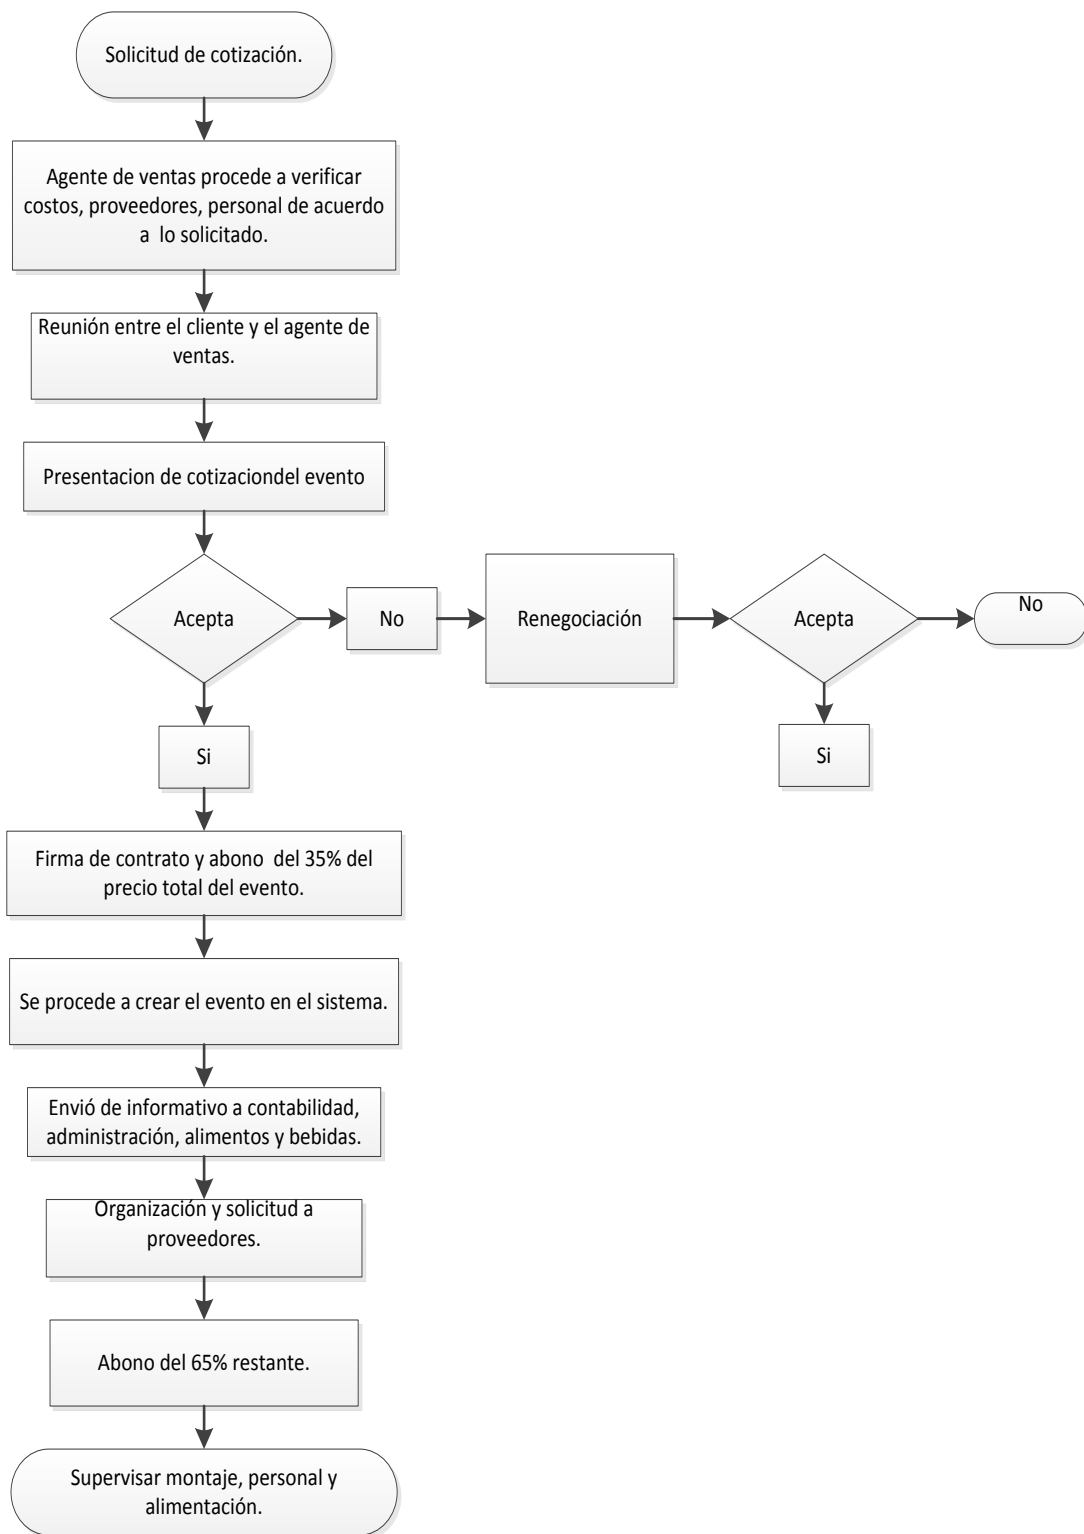 Solicitud de cotización.
Agente de ventas procede a verificar
costos, proveedores, personal de acuerdo
a lo solicitado.
Reunión entre el cliente y el agente de
ventas.
Presentacion de cotizaciondel evento
Acepta
No
Renegociación
Acepta
No
Si
Si
Firma de contrato y abono del 35% del
precio total del evento.
Se procede a crear el evento en el sistema.
Envió de informativo a contabilidad,
administración, alimentos y bebidas.
Organización y solicitud a
proveedores.
Abono del 65% restante.
Supervisar montaje, personal y
alimentación.